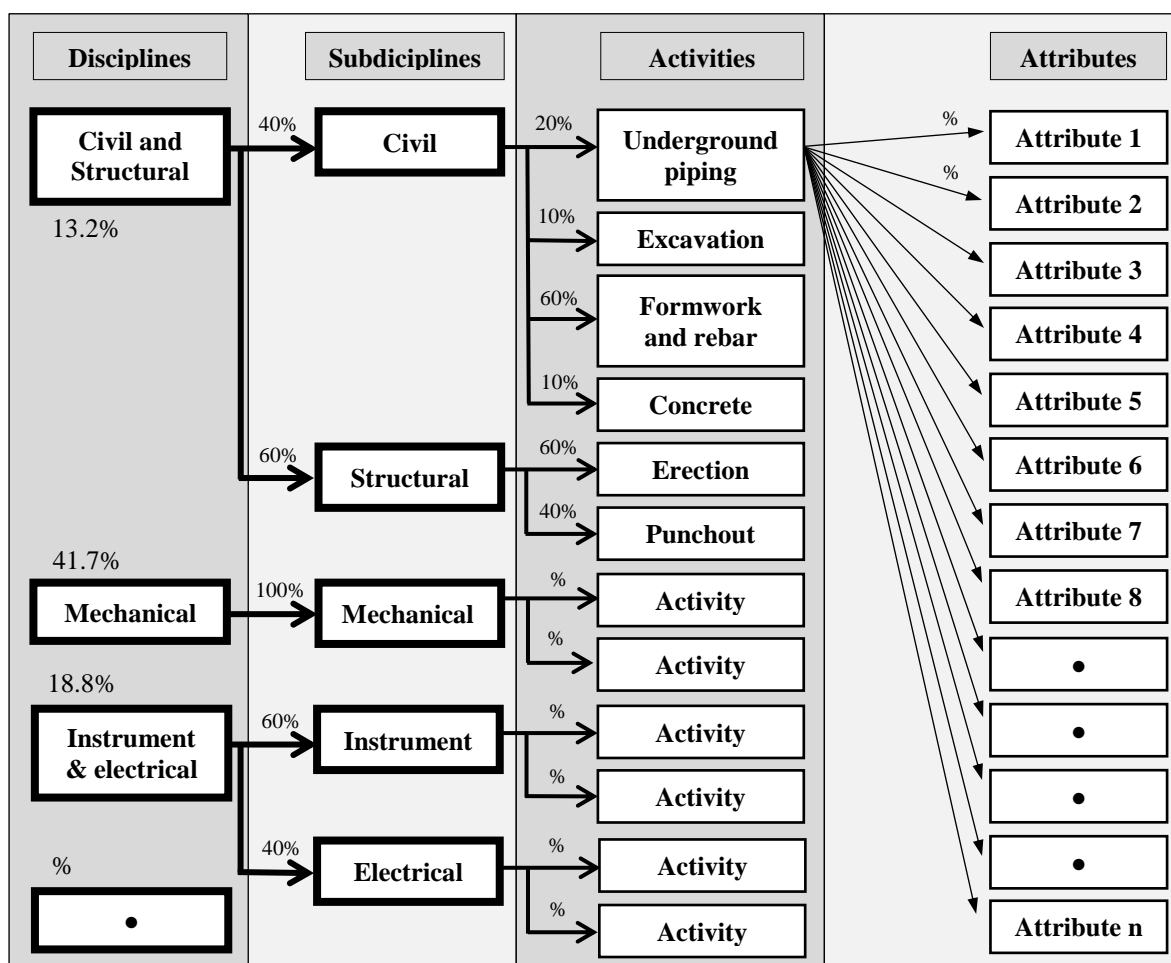 Disciplines
Subdiciplines
Activities
Attributes
Civil and
Structural
13.2%
40%
Civil
20%
Underground
piping
10%
Excavation
60%
Formwork
and rebar
10%
Concrete
60%
Structural
60%
Erection
40%
Punchout
41.7%
Mechanical
100%
Mechanical
%
Activity
%
Activity
18.8%
Instrument
& electrical
60%
Instrument
%
Activity
%
Activity
40%
Electrical
%
Activity
%
Activity
%
•
%
Attribute 1
%
Attribute 2
Attribute 3
Attribute 4
Attribute 5
Attribute 6
Attribute 7
Attribute 8
•
•
•
•
Attribute n